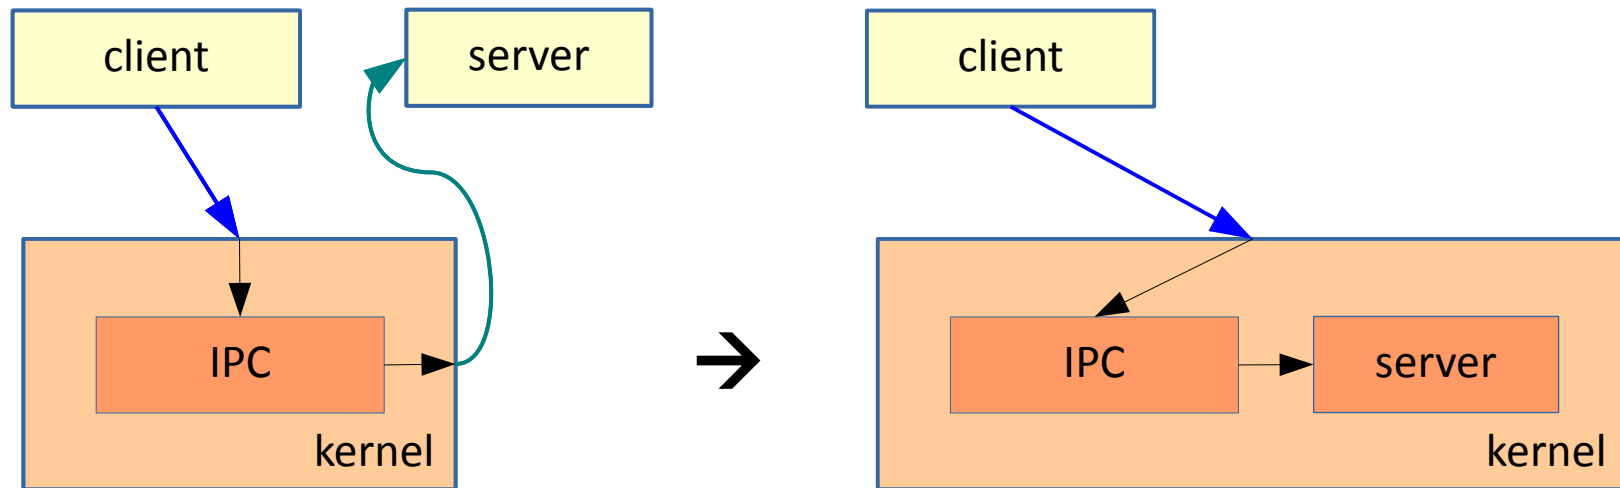 client
server
IPC
kernel
→
client
IPC
server
kernel